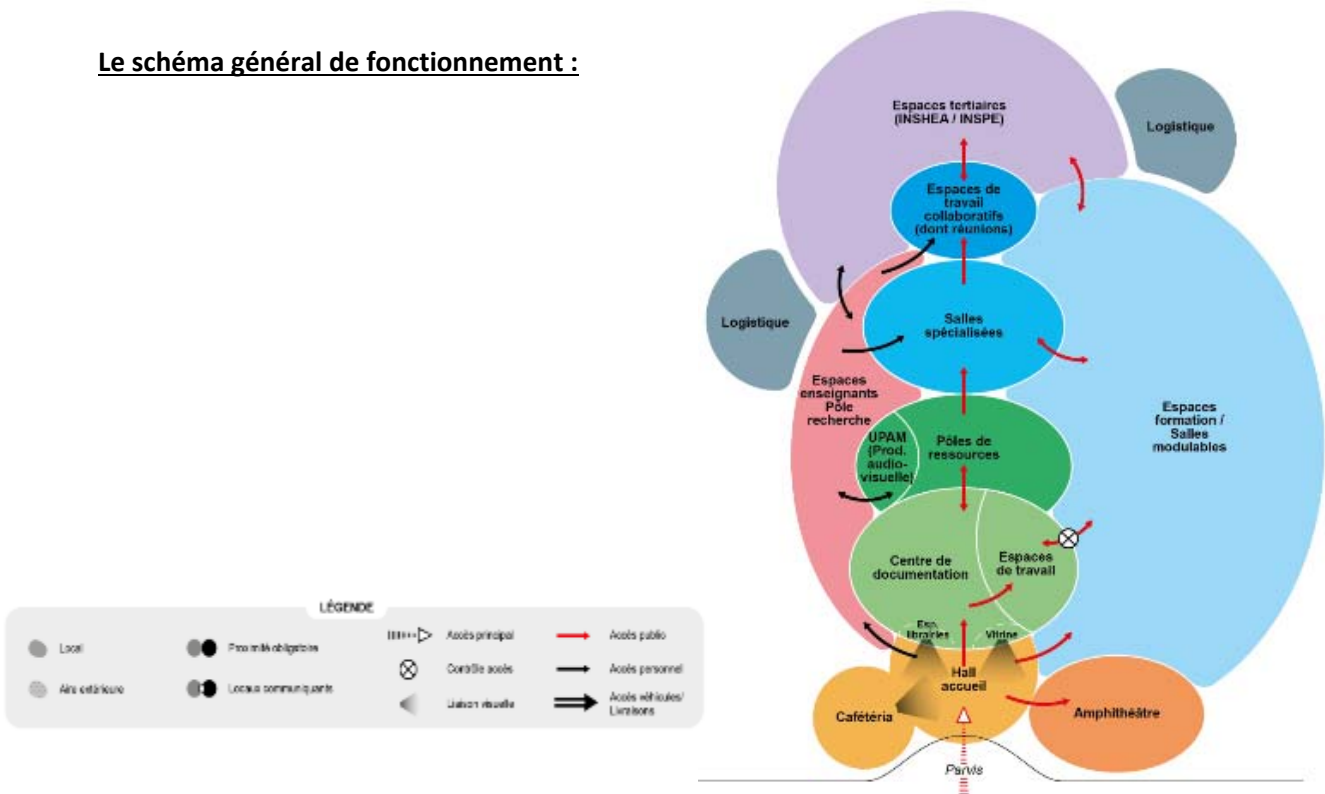 Le schéma général de fonctionnement :
Espaces tertiaires
(INSHEA / INSPE)
Logistique
Espaces de
travail
collaboratifs
(dont réunions)
Logistique
Salles
spécialisées
Espaces
enseignants
Pôle
recherche
Espaces
formation /
Salles
modulables
UPAM
(Prod.
audio-
visuelle)
Pôles de
ressources
Centre de
documentation
Espaces
de travail
Esp.
librairies
Vitrine
Hall
accueil
Cafétéria
Amphithéâtre
Parvis
LÉGENDE
Local
Aire extérieure
Proximité obligatoire
Locaux communiquants
Accès principal
Contrôle accès
Liaison visuelle
Accès public
Accès personnel
Accès véhicules/
Livraisons